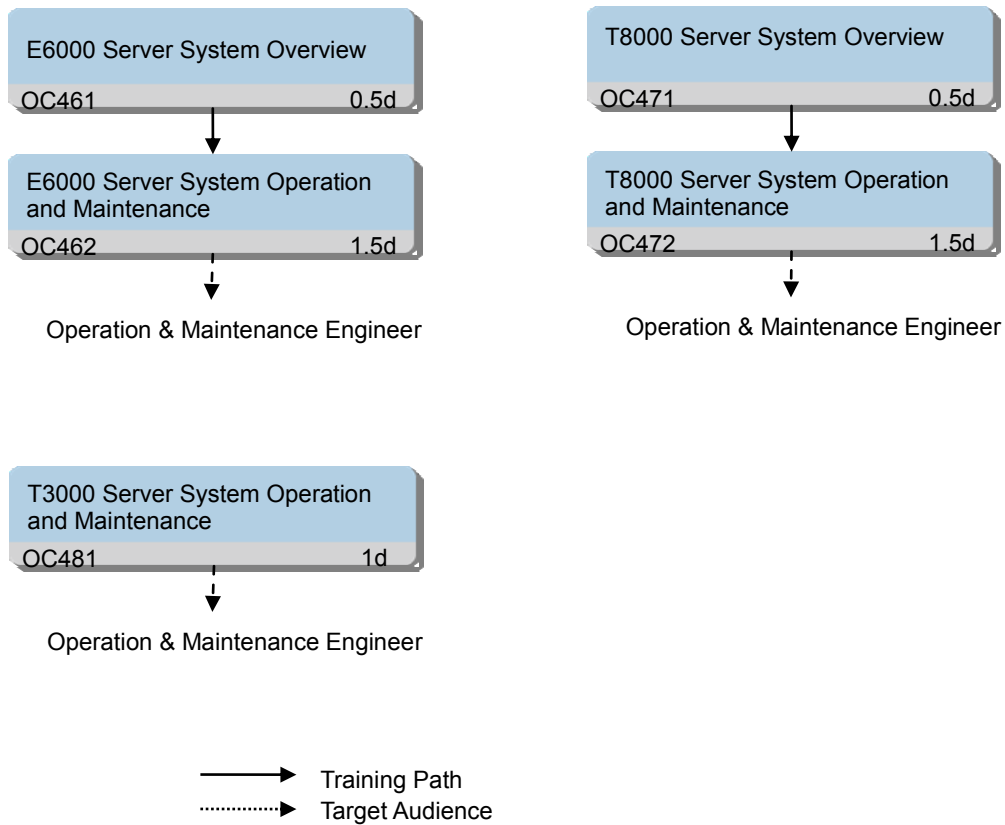 E6000 Server System Overview
OC461 0.5d
E6000 Server System Operation
and Maintenance
OC462 1.5d
Operation & Maintenance Engineer
T8000 Server System Overview
OC471 0.5d
T8000 Server System Operation
and Maintenance
OC472 1.5d
Operation & Maintenance Engineer
T3000 Server System Operation
and Maintenance
OC481 1d
Operation & Maintenance Engineer
Training Path
Target Audience